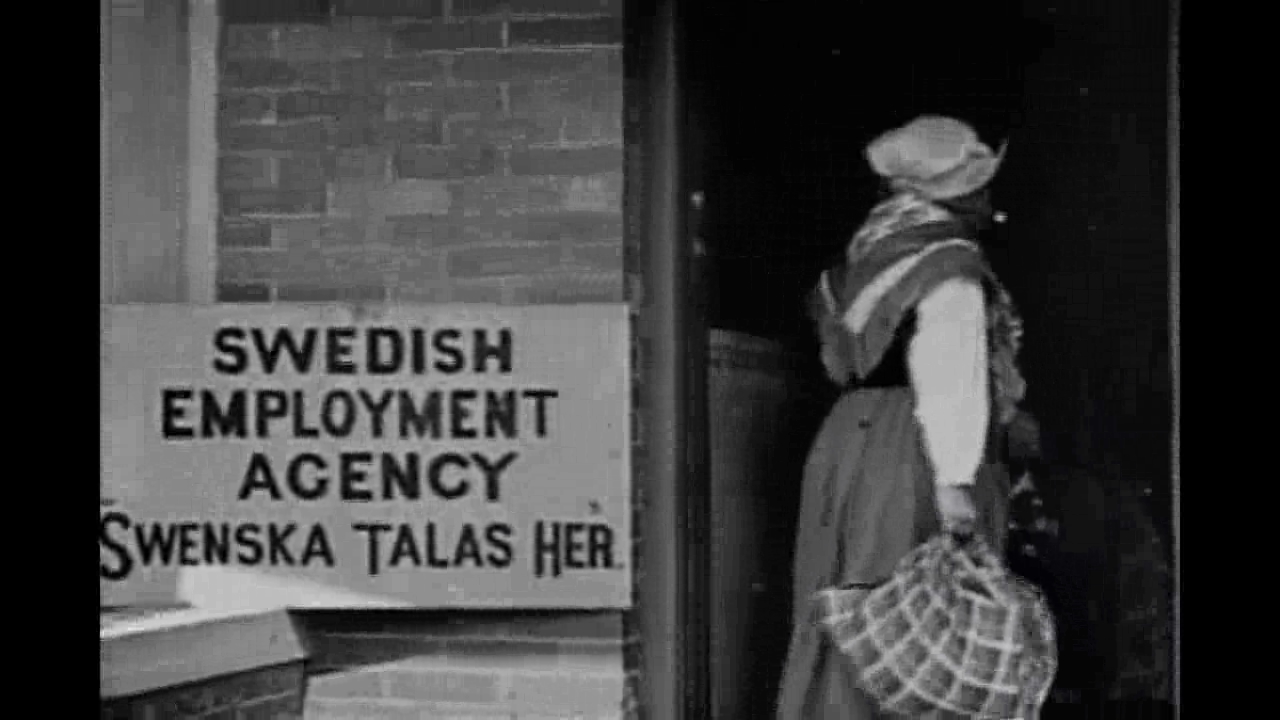 SWEDISH
EMPLOYMENT
AGENCY
SWENSKA TALAS HER.